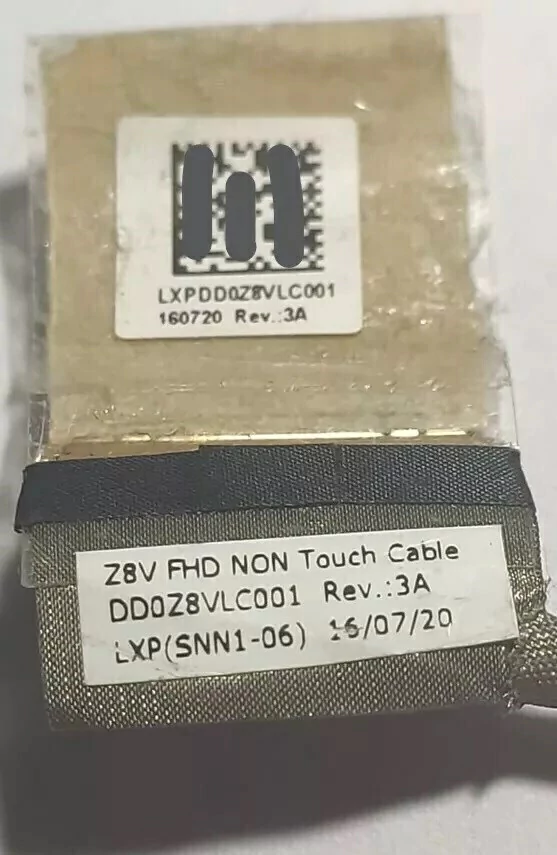 LXPDD0Z8VLC001
160720 Rev.:3A
Z8V FHD NON Touch Cable
DD0Z8VLC001 Rev.:3A
LXP(SNN1-06) 16/07/20